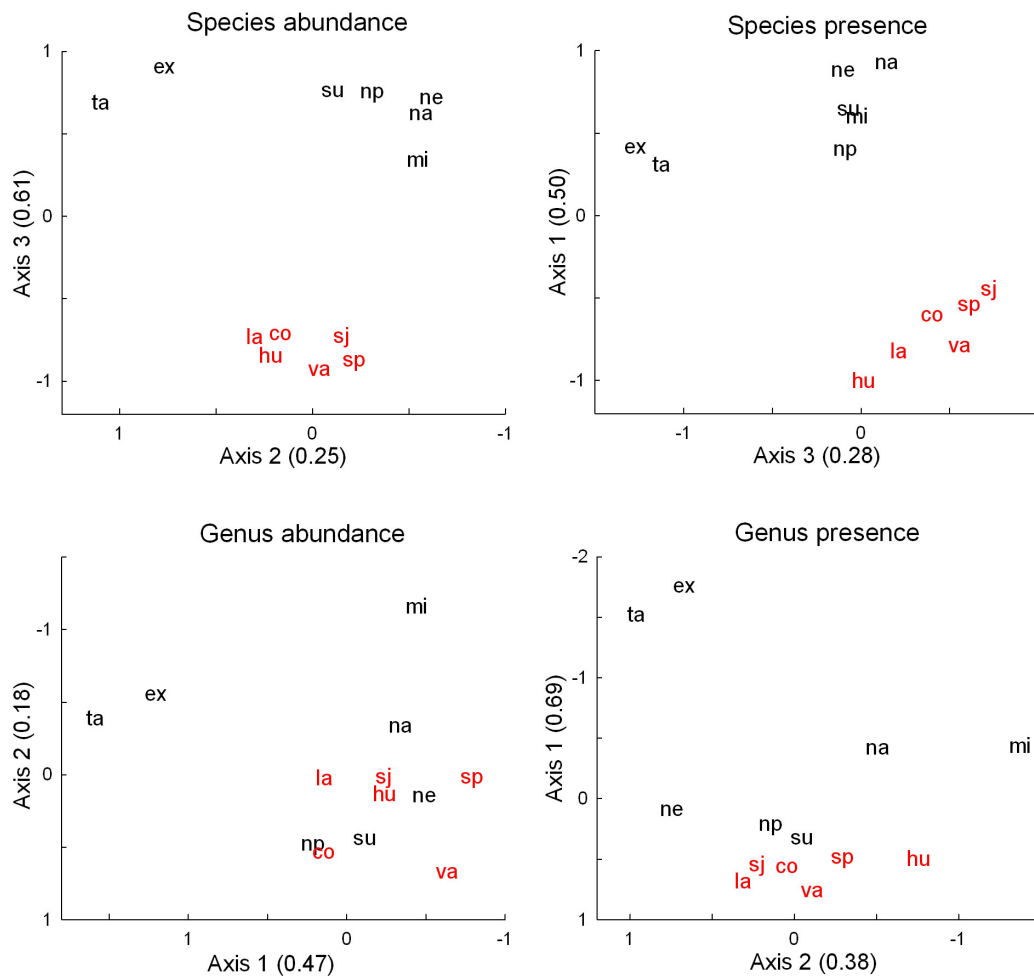 Species abundance
1
ex
ta
su
np
ne
na
mi
0
la
co
sj
hu
va
sp
-1
1
0
-1
Axis 3 (0.61)
Axis 2 (0.25)
Species presence
1
na
ne
su
mi
np
ex
ta
0
sj
sp
co
va
la
hu
-1
-1
0
Axis 1 (0.50)
Axis 3 (0.28)
Genus abundance
mi
-1
ex
ta
na
0
la
sj
sp
hu
ne
su
np
co
va
1
1
0
-1
Axis 2 (0.18)
Axis 1 (0.47)
Genus presence
-2
ex
ta
-1
na
mi
0
ne
np
su
sj
co
sp
hu
la
va
1
1
0
-1
Axis 1 (0.69)
Axis 2 (0.38)